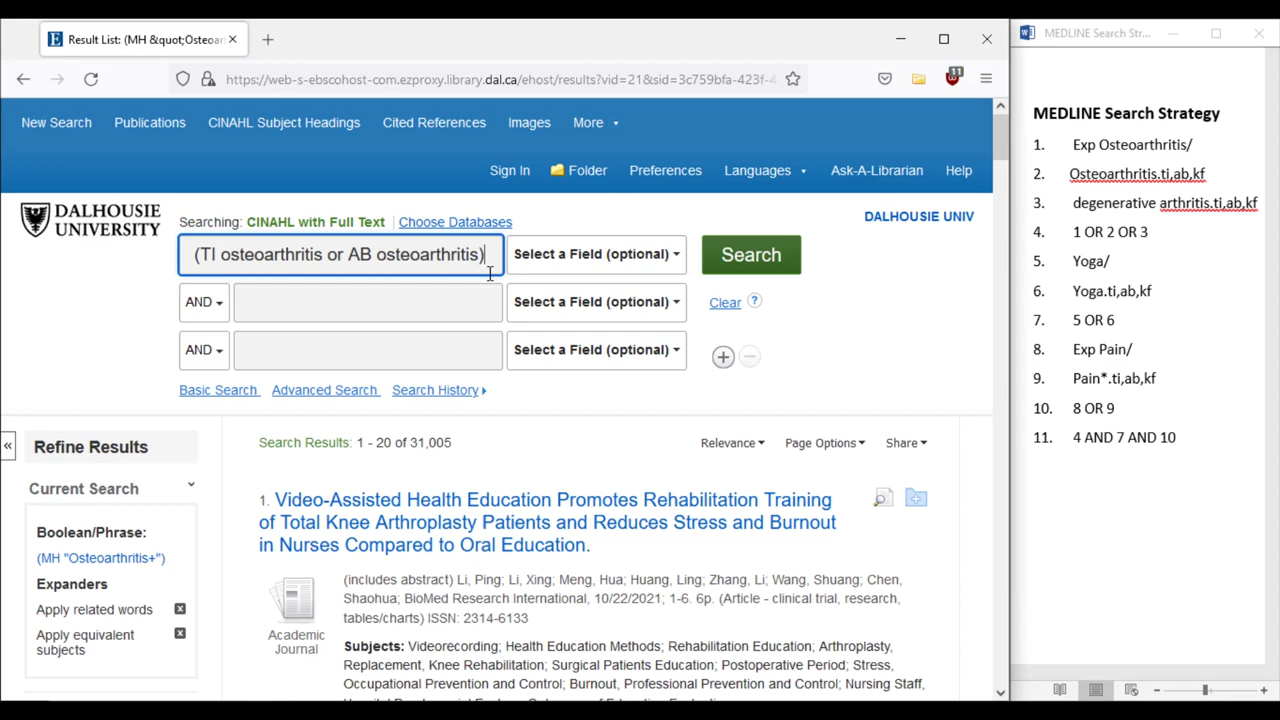 Result List: (MH &quot;Osteoar
MEDLINE Search Str...
https://web-s-ebscohost-com.ezproxy.library.dal.ca/ehost/results?vid=21&sid=3c759bfa-423f-4
11
New Search Publications CINAHL Subject Headings Cited References Images More
Sign In Folder Preferences Languages Ask-A-Librarian Help
DALHOUSIE
UNIVERSITY
Searching: CINAHL with Full Text Choose Databases
DALHOUSIE UNIV
(TI osteoarthritis or AB osteoarthritis) Select a Field (optional) Search
AND Select a Field (optional) Clear ?
AND Select a Field (optional)
Basic Search Advanced Search Search History
Refine Results
Current Search
Boolean/Phrase:
(MH "Osteoarthritis+")
Expanders
Apply related words
Apply equivalent
subjects
Search Results: 1 - 20 of 31,005 Relevance Page Options Share
1. Video-Assisted Health Education Promotes Rehabilitation Training
of Total Knee Arthroplasty Patients and Reduces Stress and Burnout
in Nurses Compared to Oral Education.
Academic
Journal
(includes abstract) Li, Ping; Li, Xing; Meng, Hua; Huang, Ling; Zhang, Li; Wang, Shuang; Chen,
Shaohua; BioMed Research International, 10/22/2021; 1-6. 6p. (Article - clinical trial, research,
tables/charts) ISSN: 2314-6133
Subjects: Videorecording; Health Education Methods; Rehabilitation Education; Arthroplasty,
Replacement, Knee Rehabilitation; Surgical Patients Education; Postoperative Period; Stress,
Occupational Prevention and Control; Burnout, Professional Prevention and Control; Nursing Staff,
MEDLINE Search Strategy
1. Exp Osteoarthritis/
2. Osteoarthritis.ti,ab,kf
3. degenerative arthritis.ti,ab,kf
4. 1 OR 2 OR 3
5. Yoga/
6. Yoga.ti,ab,kf
7. 5 OR 6
8. Exp Pain/
9. Pain*.ti,ab,kf
10. 8 OR 9
11. 4 AND 7 AND 10